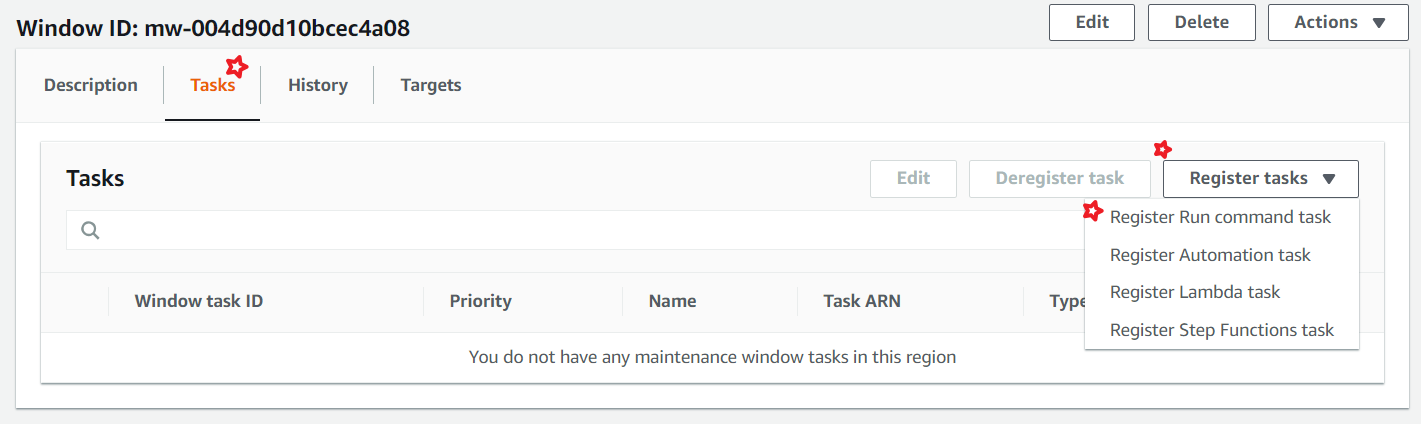 Window ID: mw-004d90d10bcec4a08
Edit Delete Actions
Description Tasks History Targets
Tasks
Edit Deregister task Register tasks
Register Run command task
Register Automation task
Register Lambda task
Register Step Functions task
Window task ID Priority Name Task ARN Type
You do not have any maintenance window tasks in this region